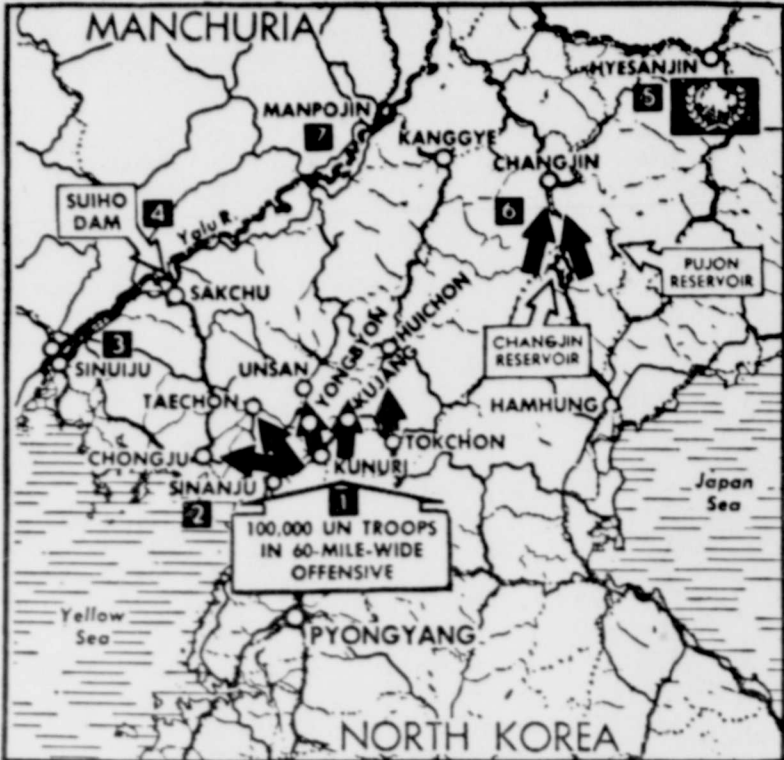 MANCHURIA
HYESANJIN
5
MANPOJIN
7
KANGGYE
CHANGJIN
SUIHO
DAM
4
Yalu R.
6
PUJON
RESERVOIR
SAKCHU
3
SINUIJU
HUICHON
YONGBYON
KUJANG
CHANGJIN
RESERVOIR
UNSAN
TAECHON
HAMHUNG
TOKCHON
CHONGJU
KUNURI
SINANJU
2
1
Japan
Sea
100,000 UN TROOPS
IN 60-MILE-WIDE
OFFENSIVE
Yellow
Sea
PYONGYANG
NORTH KOREA